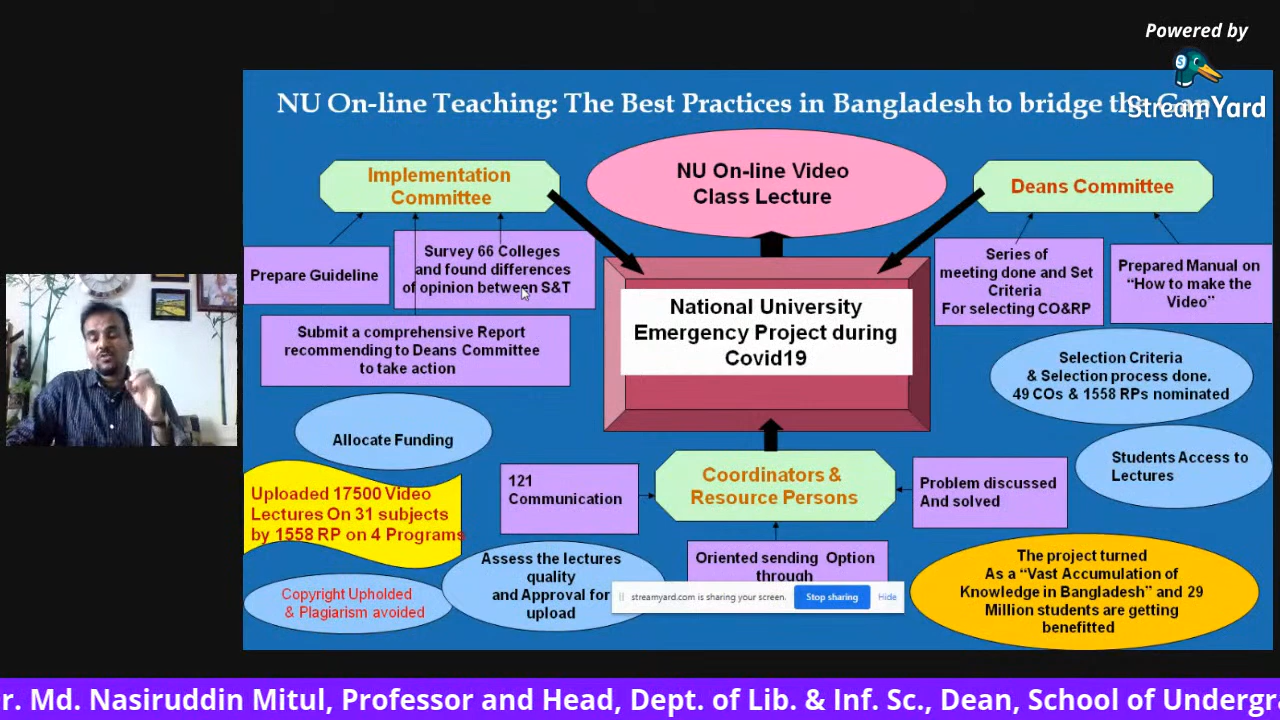 Powered by
StreamYard
NU On-line Teaching: The Best Practices in Bangladesh to bridge the Gap
Implementation
Committee
NU On-line Video
Class Lecture
Deans Committee
Prepare Guideline
Survey 66 Colleges
and found differences
of opinion between S&T
Series of
meeting done and Set
Criteria
For selecting CO&RP
Prepared Manual on
“How to make the
Video”
National University
Emergency Project during
Covid19
Submit a comprehensive Report
recommending to Deans Committee
to take action
Selection Criteria
& Selection process done.
49 COs & 1558 RPs nominated
Allocate Funding
Students Access to
Lectures
Uploaded 17500 Video
Lectures On 31 subjects
by 1558 RP on 4 Programs
121
Communication
Coordinators &
Resource Persons
Problem discussed
And solved
Assess the lectures
quality
and Approval for
upload
Oriented sending Option
through
Copyright Upholded
& Plagiarism avoided
The project turned
As a “Vast Accumulation of
Knowledge in Bangladesh” and 29
Million students are getting
benefitted
streamyard.com is sharing your screen.
Stop sharing
Hide
r. Md. Nasiruddin Mitul, Professor and Head, Dept. of Lib. & Inf. Sc., Dean, School of Undergr